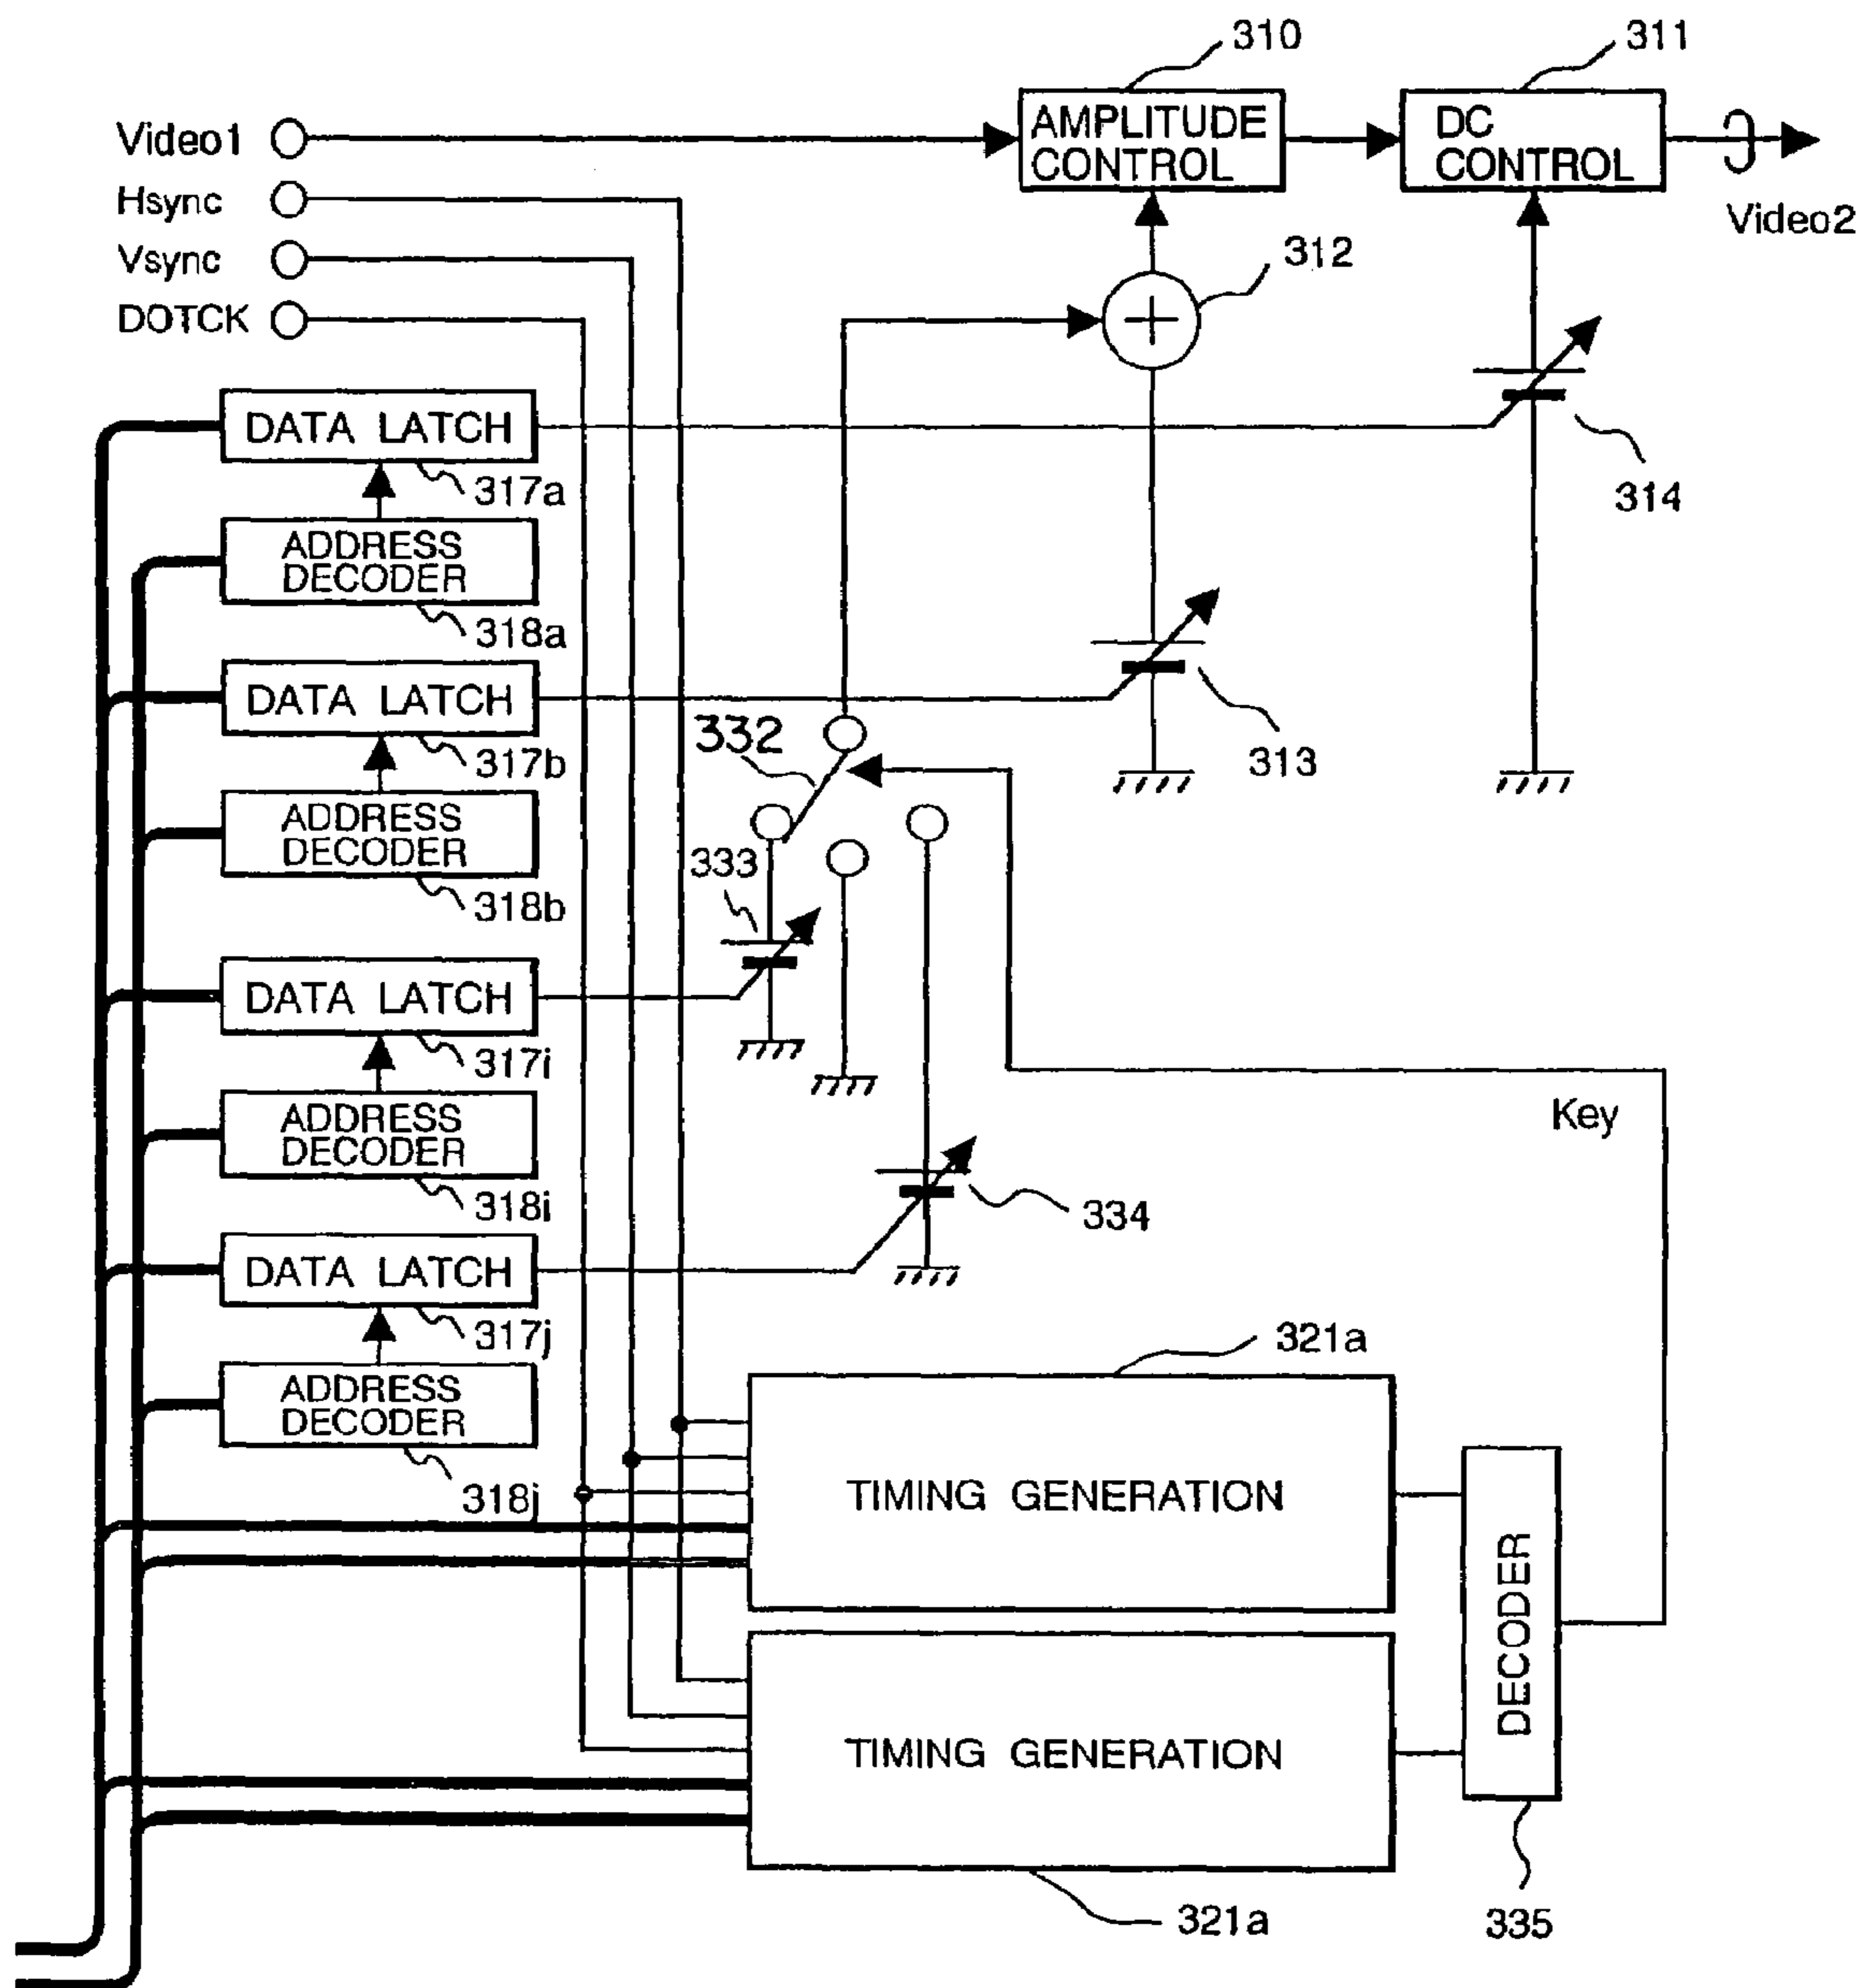 310
311
Video1
AMPLITUDE
CONTROL
DC
CONTROL
Hsync
Video2
Vsync
312
DOTCK
DATA LATCH
317a
314
ADDRESS
DECODER
318a
DATA LATCH
332
317b
313
ADDRESS
DECODER
333
318b
DATA LATCH
317i
Key
ADDRESS
DECODER
318i
334
DATA LATCH
317j
321a
ADDRESS
DECODER
318j
TIMING GENERATION
DECODER
TIMING GENERATION
321a
335